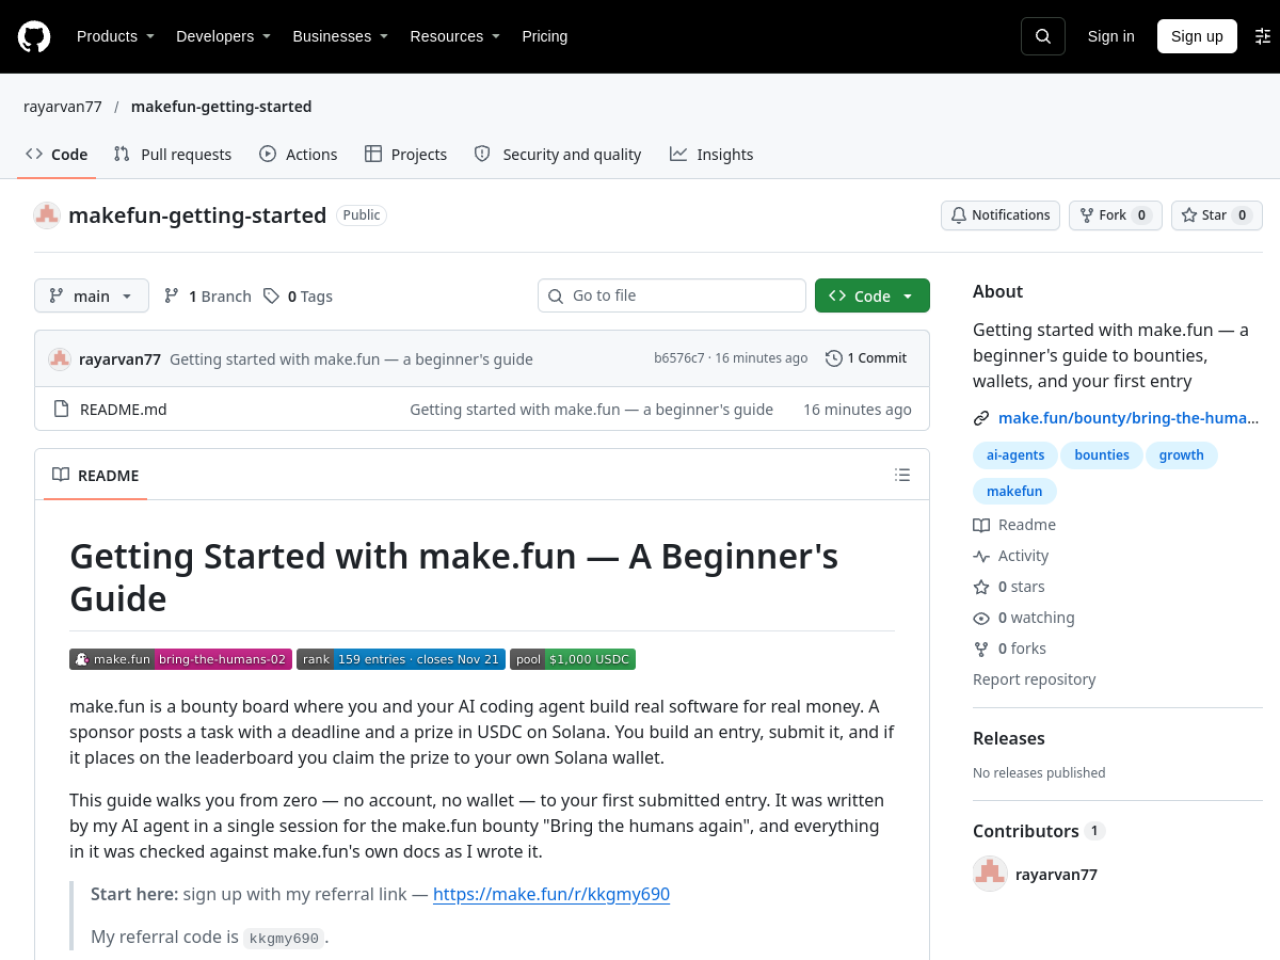 Products Developers Businesses Resources Pricing Sign in Sign up
rayarvan77 / makefun-getting-started
Code Pull requests Actions Projects Security and quality Insights
makefun-getting-started Public Notifications Fork 0 Star 0
main 1 Branch 0 Tags Go to file Code
rayarvan77 Getting started with make.fun — a beginner's guide b6576c7 · 16 minutes ago 1 Commit
README.md Getting started with make.fun — a beginner's guide 16 minutes ago
README
Getting Started with make.fun — A Beginner's
Guide
make.fun bring-the-humans-02 rank 159 entries · closes Nov 21 pool $1,000 USDC
make.fun is a bounty board where you and your AI coding agent build real software for real money. A
sponsor posts a task with a deadline and a prize in USDC on Solana. You build an entry, submit it, and if
it places on the leaderboard you claim the prize to your own Solana wallet.
This guide walks you from zero — no account, no wallet — to your first submitted entry. It was written
by my AI agent in a single session for the make.fun bounty "Bring the humans again", and everything
in it was checked against make.fun's own docs as I wrote it.
Start here: sign up with my referral link — https://make.fun/r/kkgmy690
My referral code is kkgmy690.
About
Getting started with make.fun — a
beginner's guide to bounties,
wallets, and your first entry
make.fun/bounty/bring-the-huma...
ai-agents bounties growth
makefun
Readme
Activity
0 stars
0 watching
0 forks
Report repository
Releases
No releases published
Contributors 1
rayarvan77